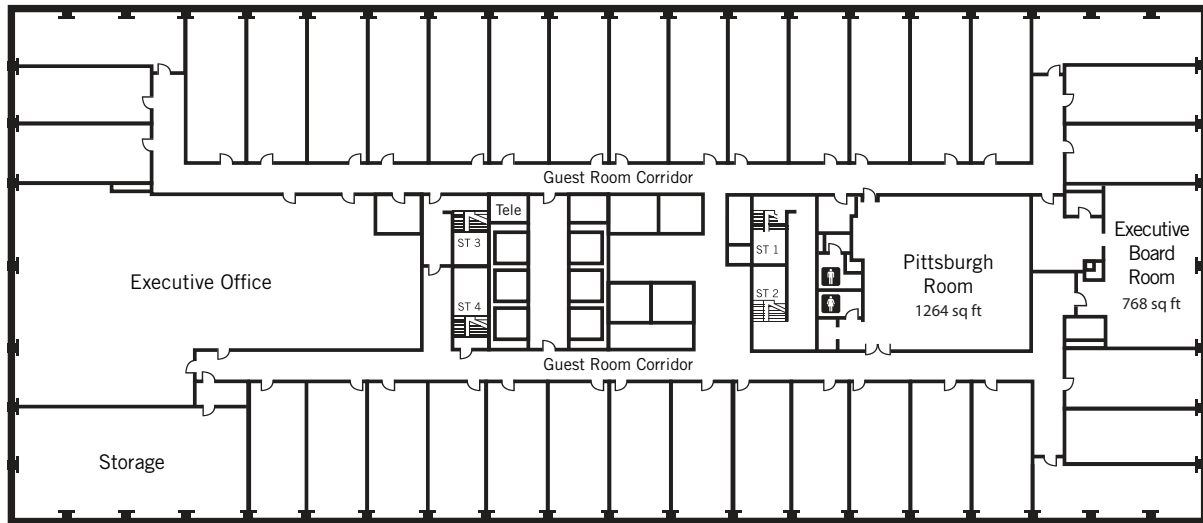 Guest Room Corridor
Tele
ST 3
ST 1
Executive
Board
Room
768 sq ft
Executive Office
Pittsburgh
Room
1264 sq ft
ST 4
ST 2
Guest Room Corridor
Storage